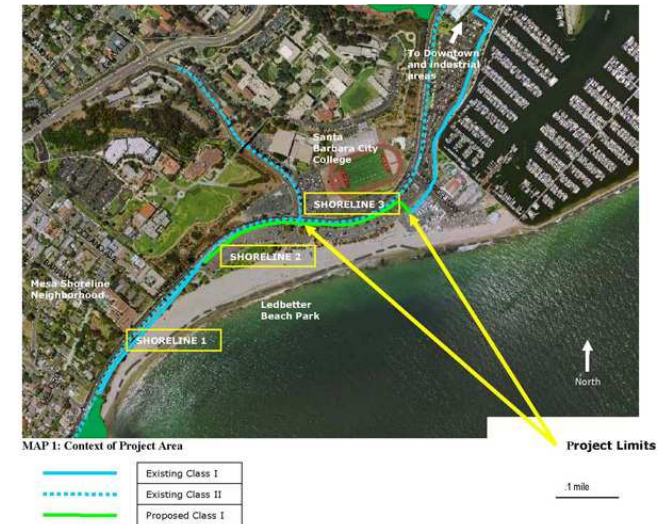 To Downtown
and industrial
areas
Santa
Barbara City
College
SHORELINE 3
SHORELINE 2
Mesa Shoreline
Neighborhood
Ledbetter
Beach Park
SHORELINE 1
North
MAP 1: Context of Project Area
Project Limits
Existing Class I
Existing Class II
Proposed Class I
.1 mile